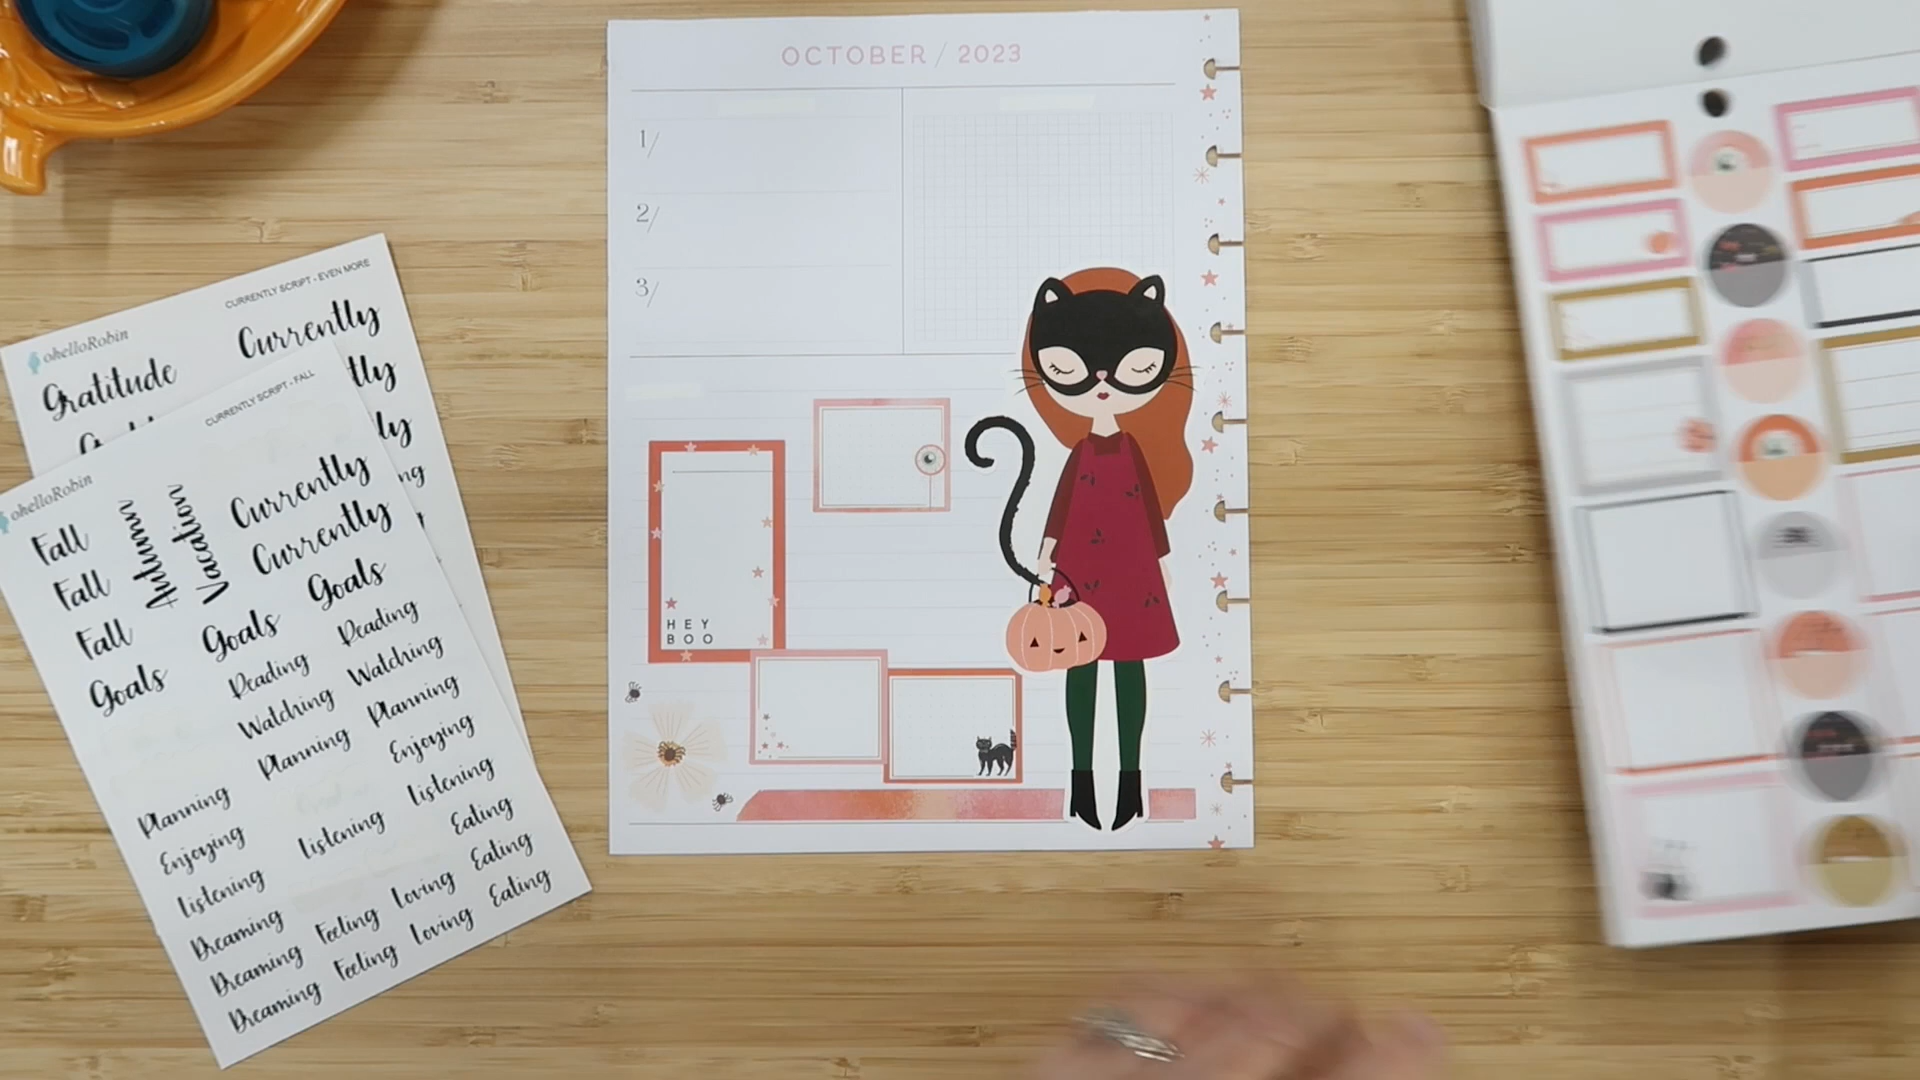 OCTOBER / 2023
1/
2/
3/
HEY
BOO
CURRENTLY SCRIPT - EVEN MORE
ohelloRobin
Currently
Gratitude
CURRENTLY SCRIPT - FALL
ohelloRobin
Fall
Fall
Fall
Autumn
Vacation
Currently
Currently
Goals
Goals
Goals
Reading
Reading
Watching
Watching
Planning
Planning
Planning
Enjoying
Enjoying
Listening
Listening
Listening
Dreaming
Dreaming
Dreaming
Feeling
Feeling
Loving
Loving
Eating
Eating
Eating